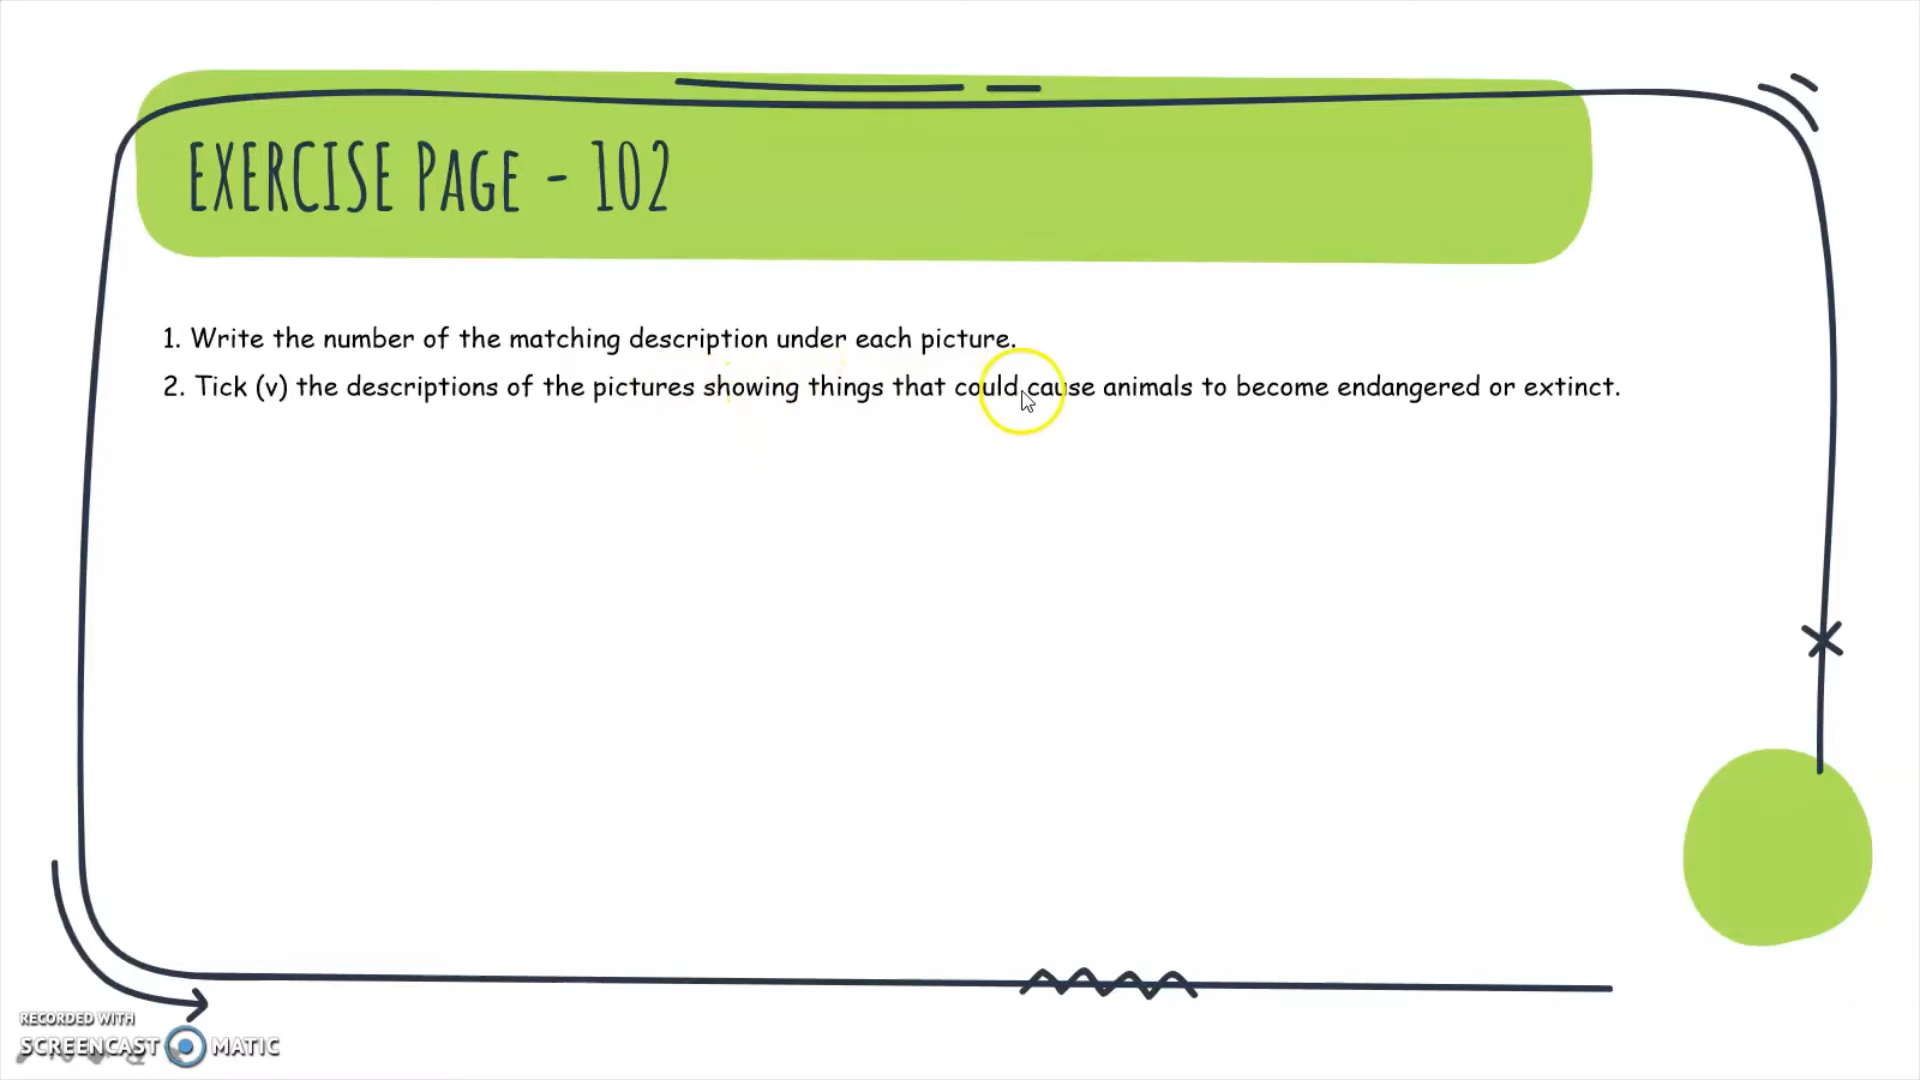 EXERCISE PAGE - 102
1. Write the number of the matching description under each picture.
2. Tick (v) the descriptions of the pictures showing things that could cause animals to become endangered or extinct.
RECORDED WITH
SCREENCAST MATIC